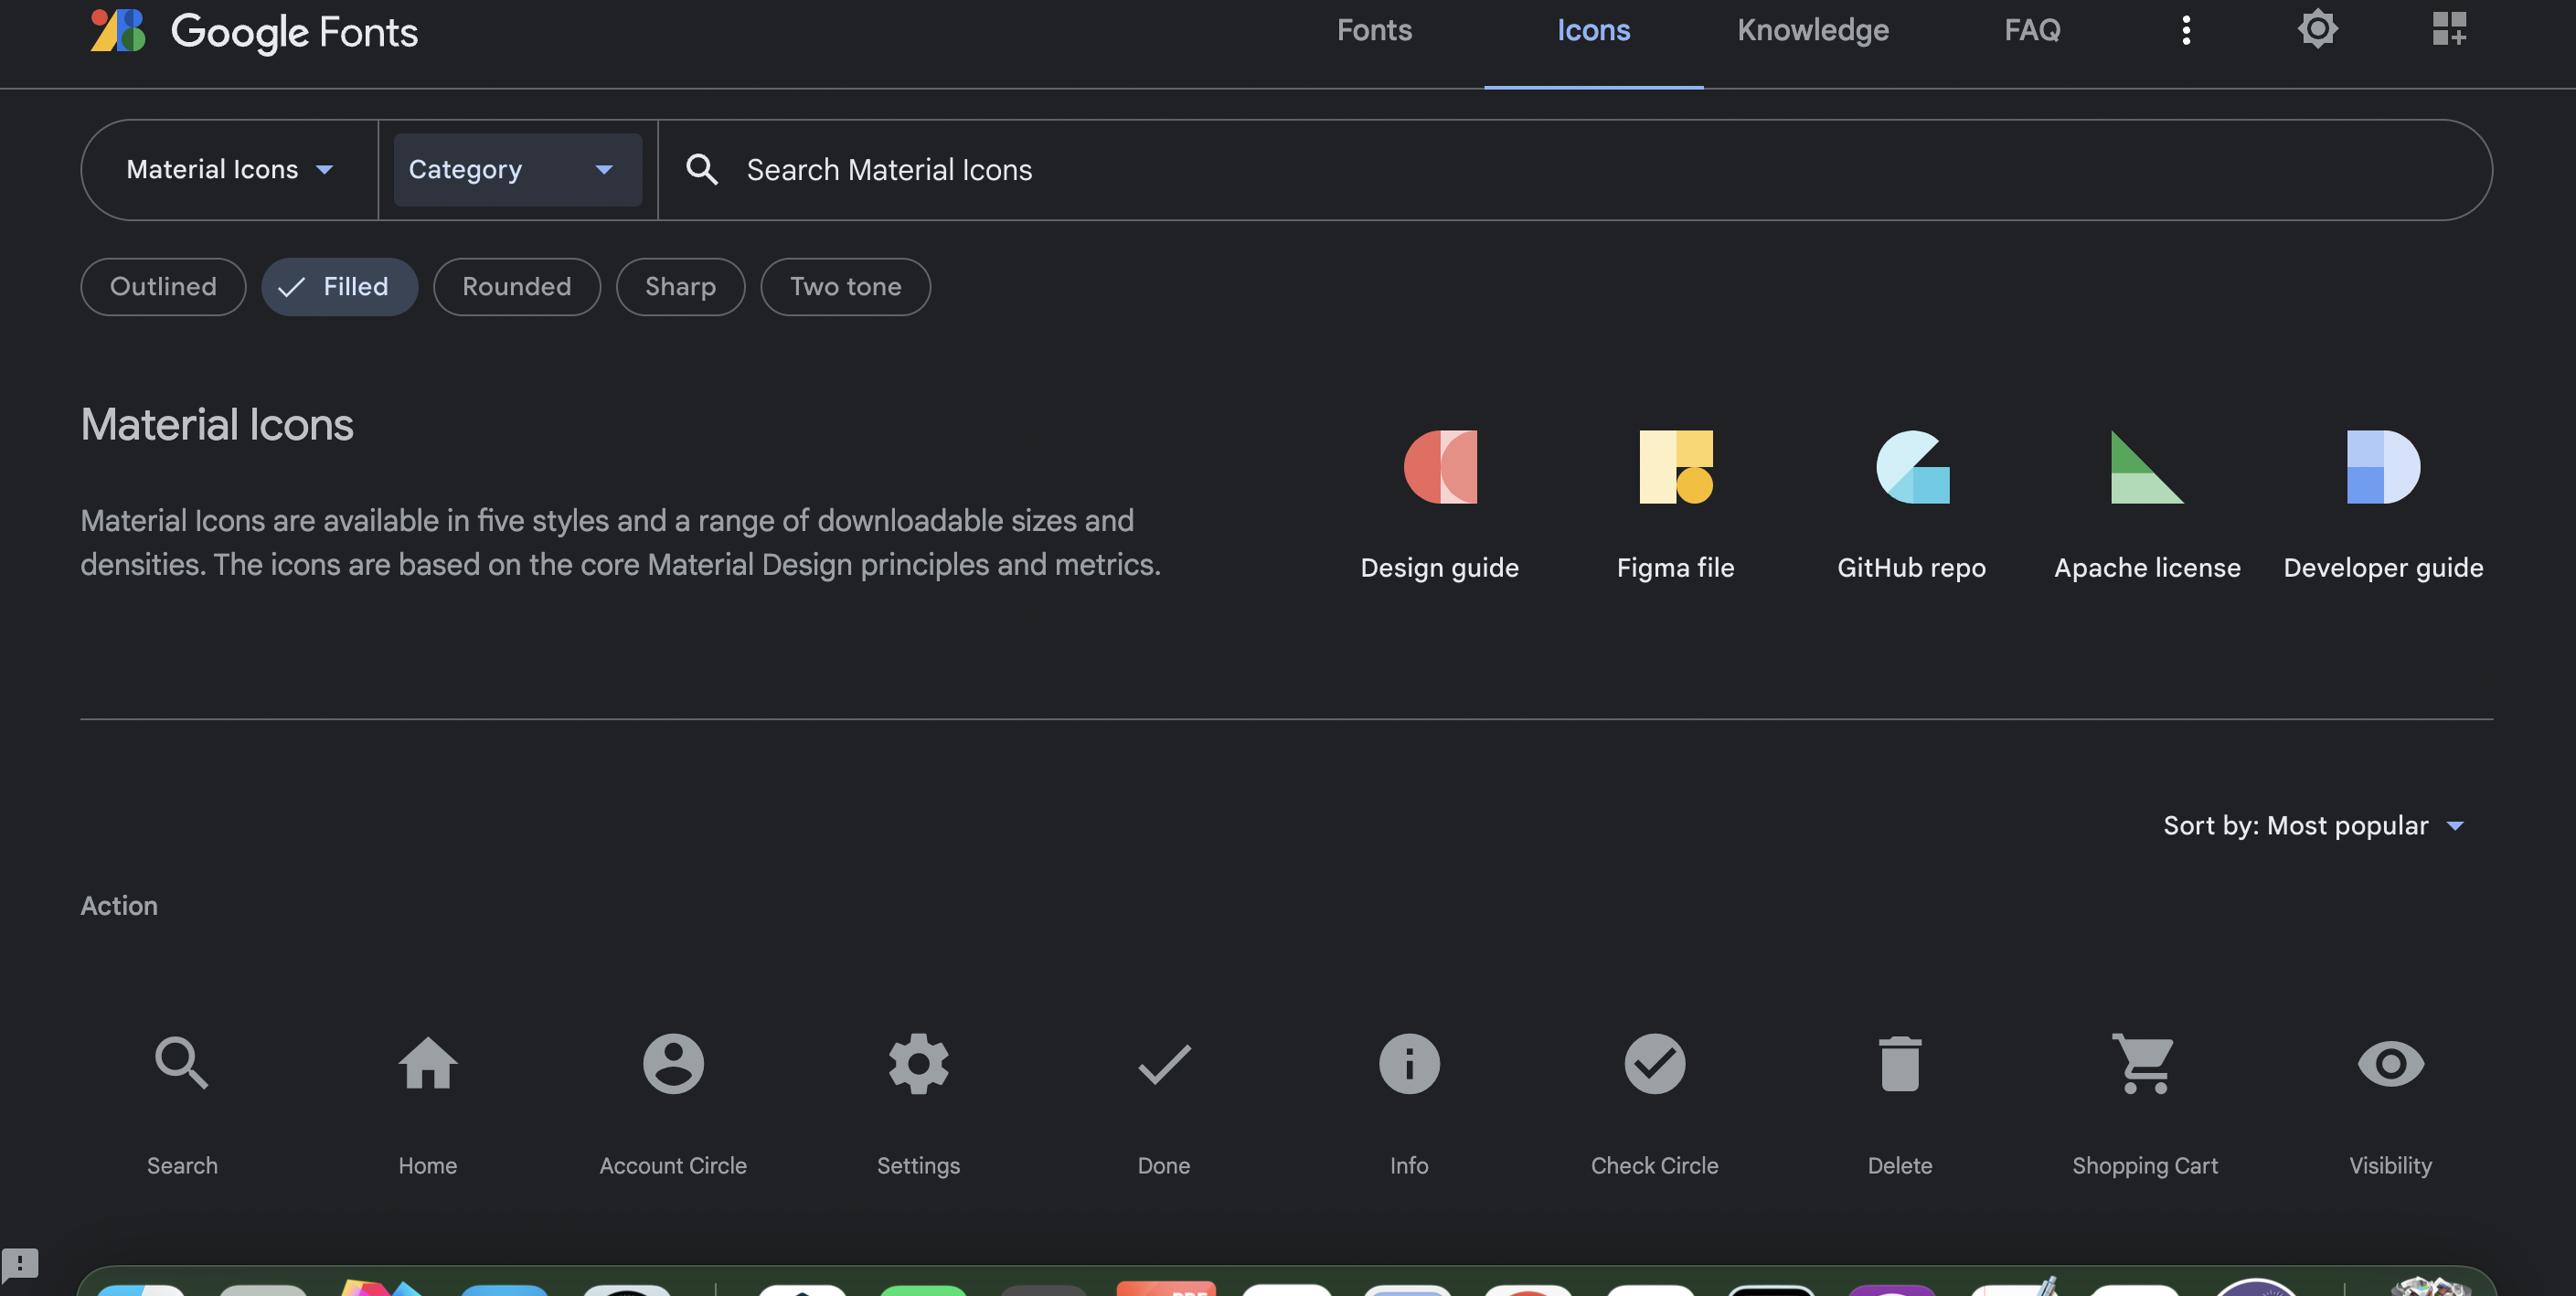 Google Fonts
Fonts
Icons
Knowledge
FAQ
Material Icons
Category
Search Material Icons
Outlined
Filled
Rounded
Sharp
Two tone
Material Icons
Material Icons are available in five styles and a range of downloadable sizes and
densities. The icons are based on the core Material Design principles and metrics.
Design guide
Figma file
GitHub repo
Apache license
Developer guide
Sort by: Most popular
Action
Search
Home
Account Circle
Settings
Done
Info
Check Circle
Delete
Shopping Cart
Visibility